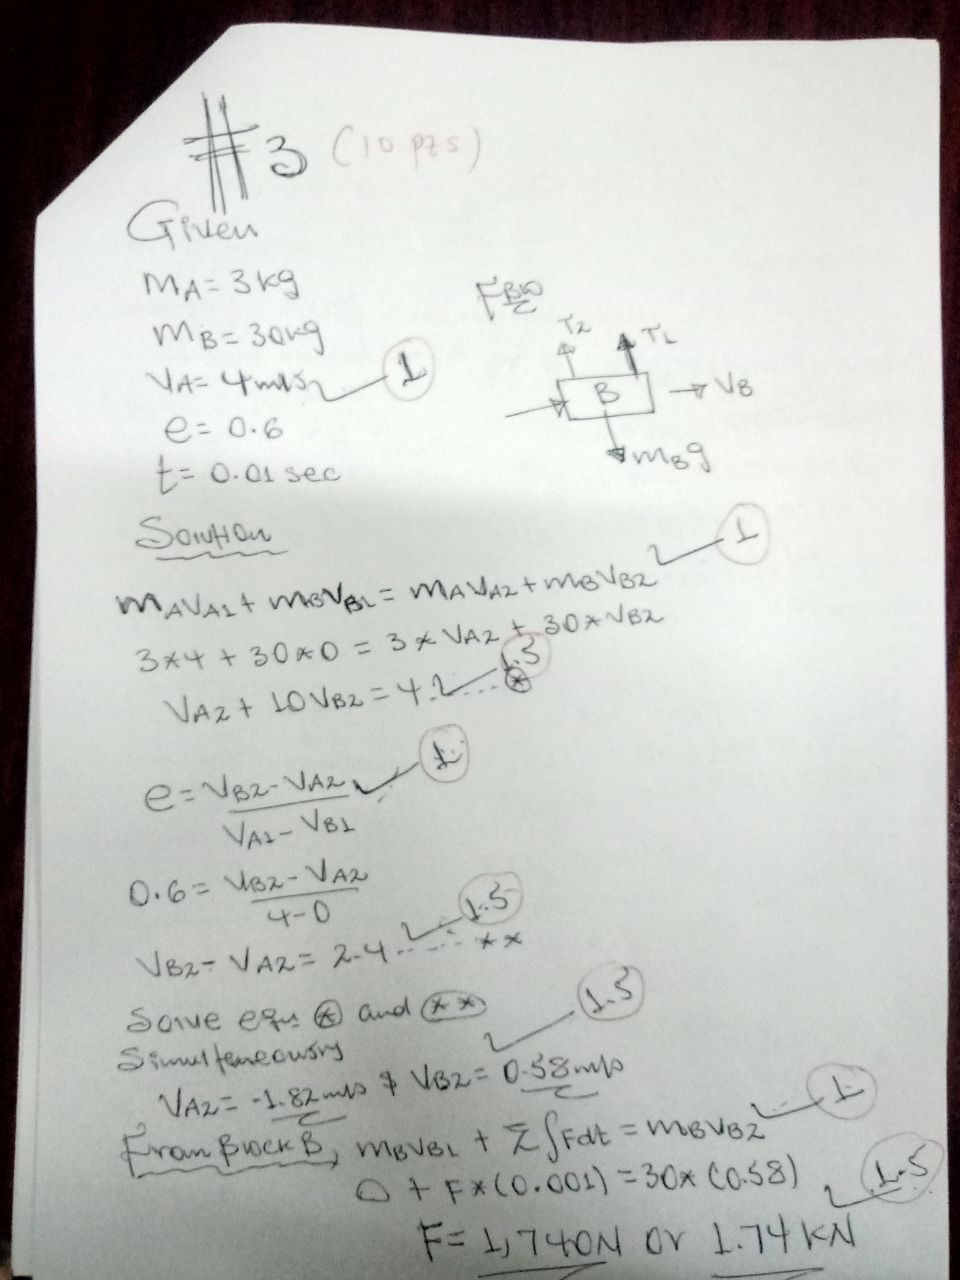 #3 (10 pts)
Given
mA = 3kg
mB = 30kg
VA = 4m/s
1
e = 0.6
t = 0.01 sec
FBD
T2
T1
B
VB
mBg
Solution
1
mAVA1 + mBVB1 = mAVA2 + mBVB2
3*4 + 30*0 = 3*VA2 + 30*VB2
1.5
VA2 + 10VB2 = 4 .... *
1
e = VB2-VA2
VA1-VB1
0.6 = VB2-VA2
4-0
1.5
VB2-VA2 = 2.4 ..... **
Solve eqns * and **
1.5
Simultaneously
VA2 = -1.82m/s & VB2 = 0.58m/s
1
From Block B, mBVB1 + Σ∫Fdt = mBVB2
0 + F*(0.001) = 30*(0.58)
1.5
F = 1,740N or 1.74KN